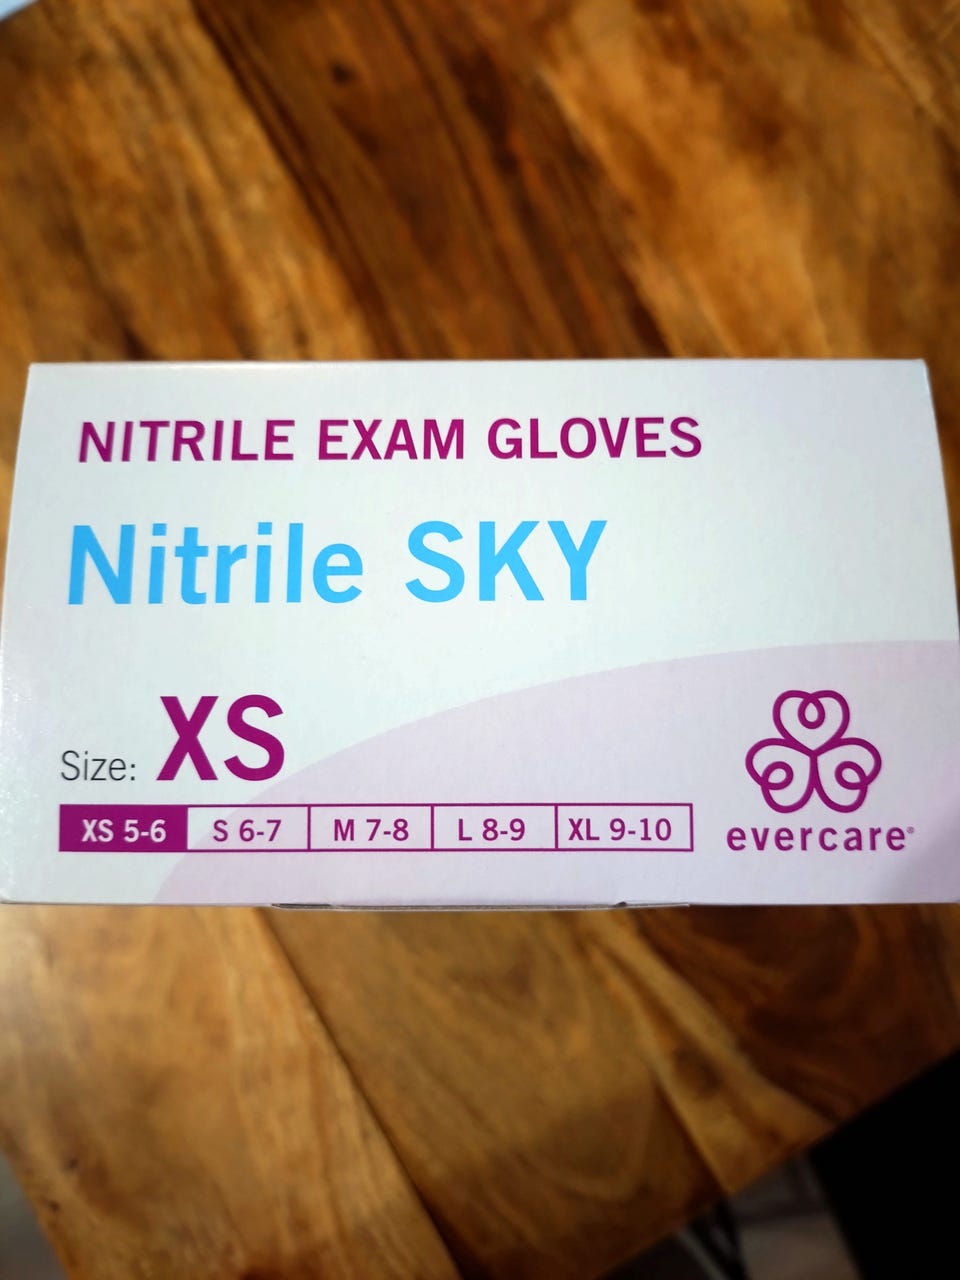 NITRILE EXAM GLOVES
Nitrile SKY
Size: XS
XS 5-6 S 6-7 M 7-8 L 8-9 XL 9-10
evercare®